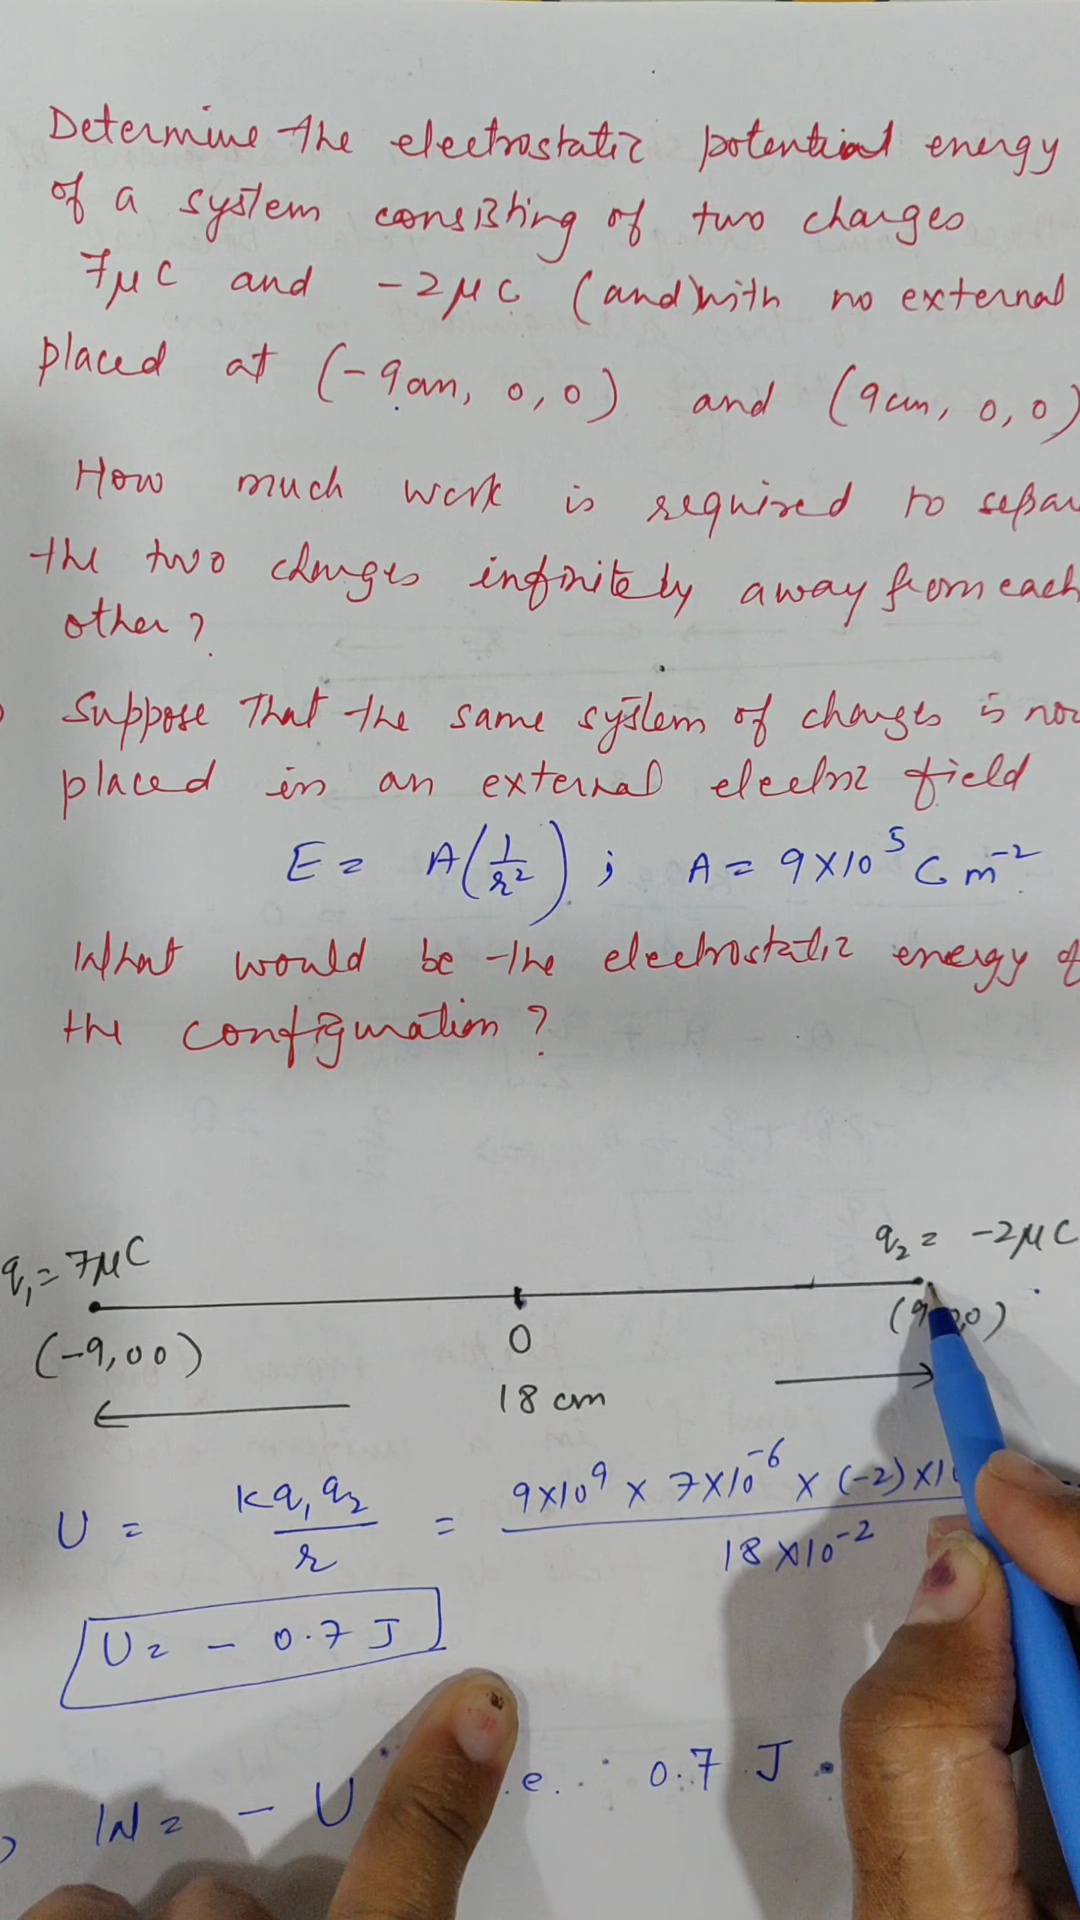 Determine the electrostatic potential energy
of a system consisting of two charges
7μC and -2μC (and) with no external
placed at (-9cm, 0,0) and (9cm, 0,0)
How much work is required to separ
the two charges infinitely away from each
other?
Suppose that the same system of charges is now
placed in an external electric field
E = A(1/r²) ; A = 9×10⁵ C m⁻²
What would be the electrostatic energy of
the configuration?
q₁ = 7μC q₂ = -2μC
(-9,00) 0 (9 0,0)
18 cm
U = kq₁q₂/r = 9×10⁹ × 7×10⁻⁶ × (-2)×1 / 18×10⁻²
U = - 0.7 J
W = - U .e. 0.7 J